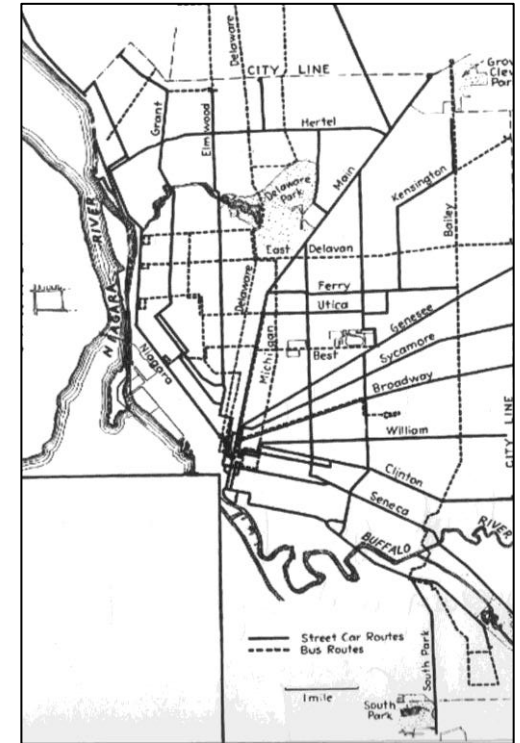 Delaware
CITY LINE
Grant
Elmwood
Hertel
Delaware
Park
Main
Kensington
Bailey
NIAGARA RIVER
East Delavan
Delaware
Ferry
Utica
Michigan
Genesee
Best
Sycamore
Niagara
Broadway
William
CITY LINE
Clinton
Seneca
BUFFALO RIVER
Street Car Routes
Bus Routes
South Park
1 mile
South
Park